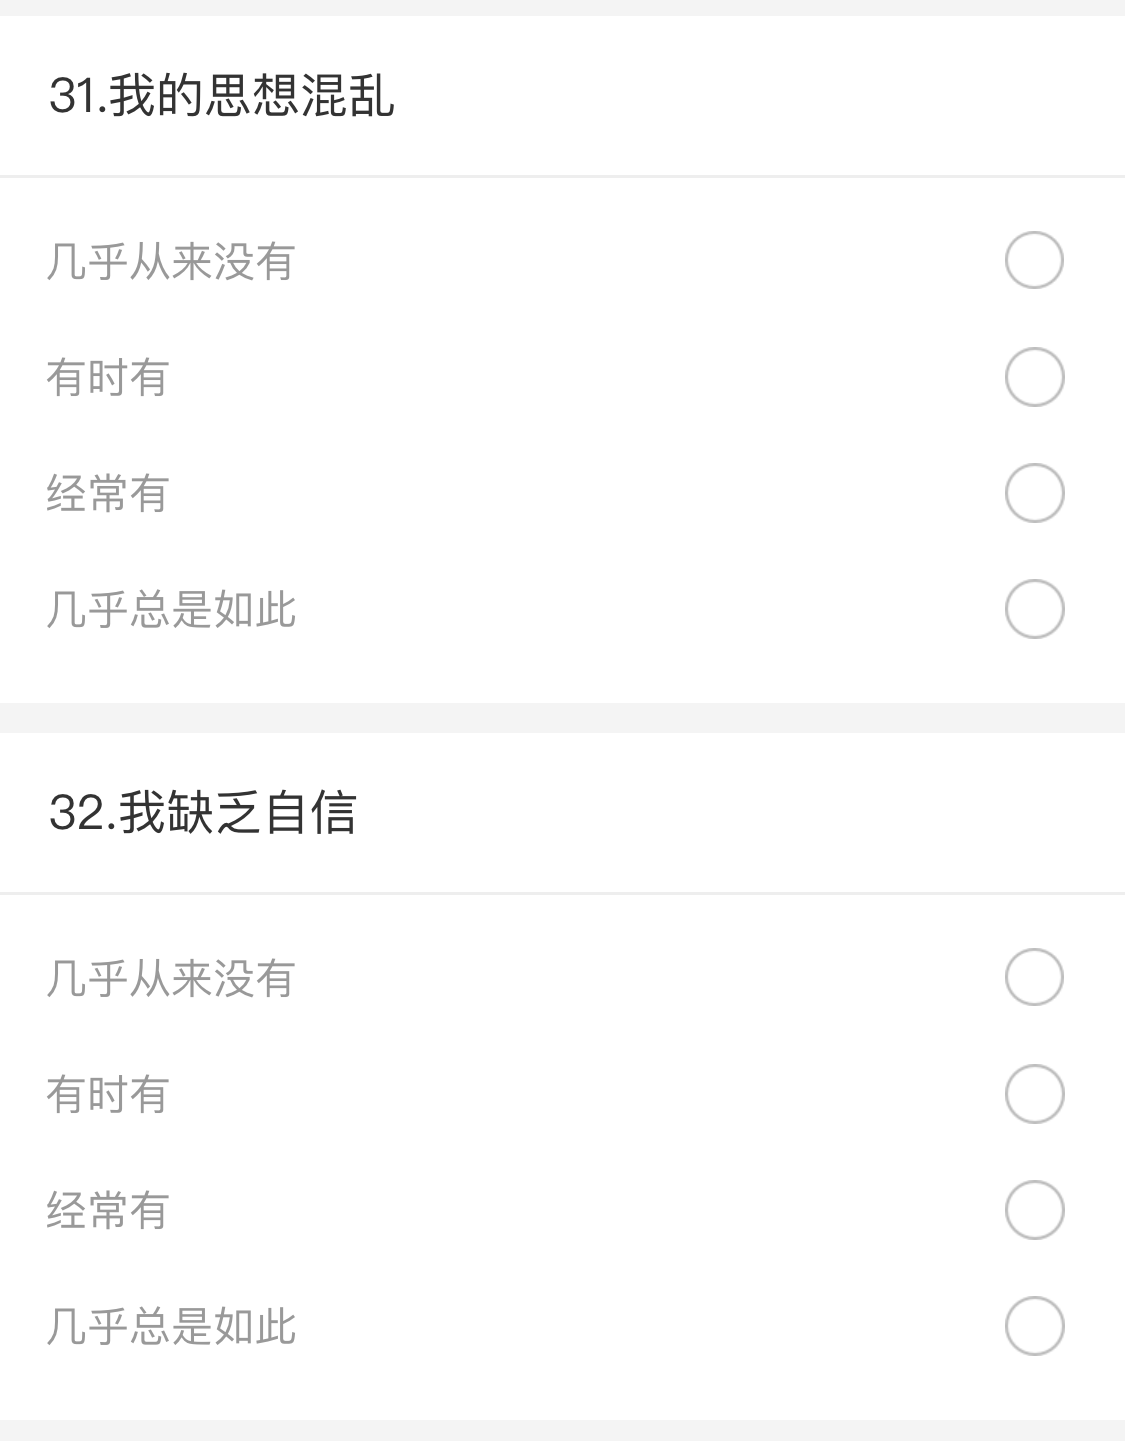 31.我的思想混乱
几乎从来没有
有时有
经常有
几乎总是如此
32.我缺乏自信
几乎从来没有
有时有
经常有
几乎总是如此